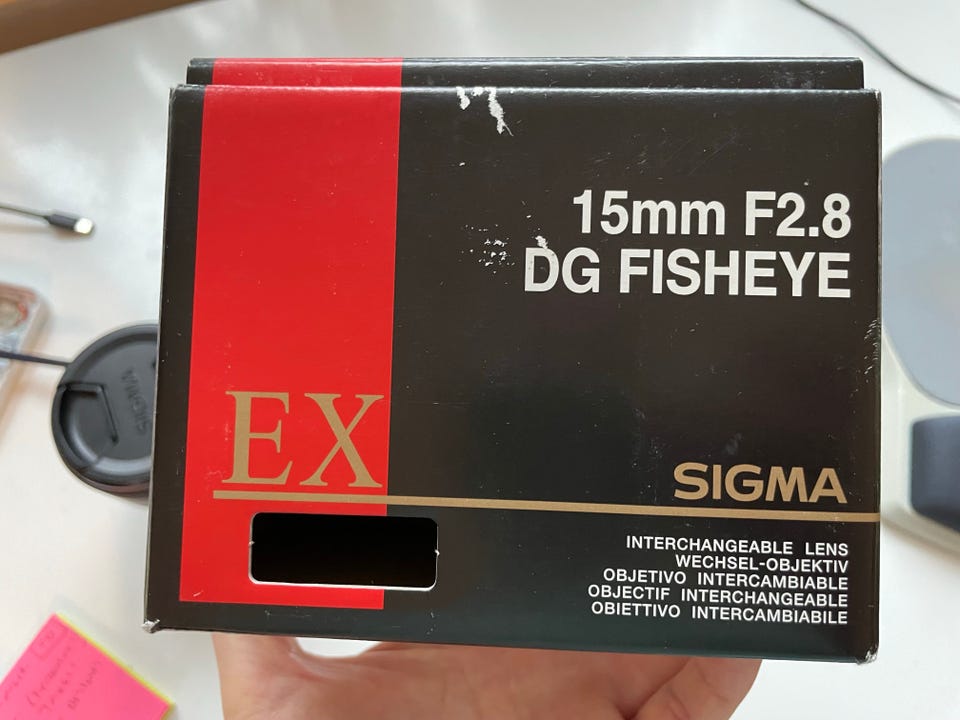 15mm F2.8
DG FISHEYE
EX
SIGMA
INTERCHANGEABLE LENS
WECHSEL-OBJEKTIV
OBJETIVO INTERCAMBIABLE
OBJECTIF INTERCHANGEABLE
OBIETTIVO INTERCAMBIABILE
SIGMA